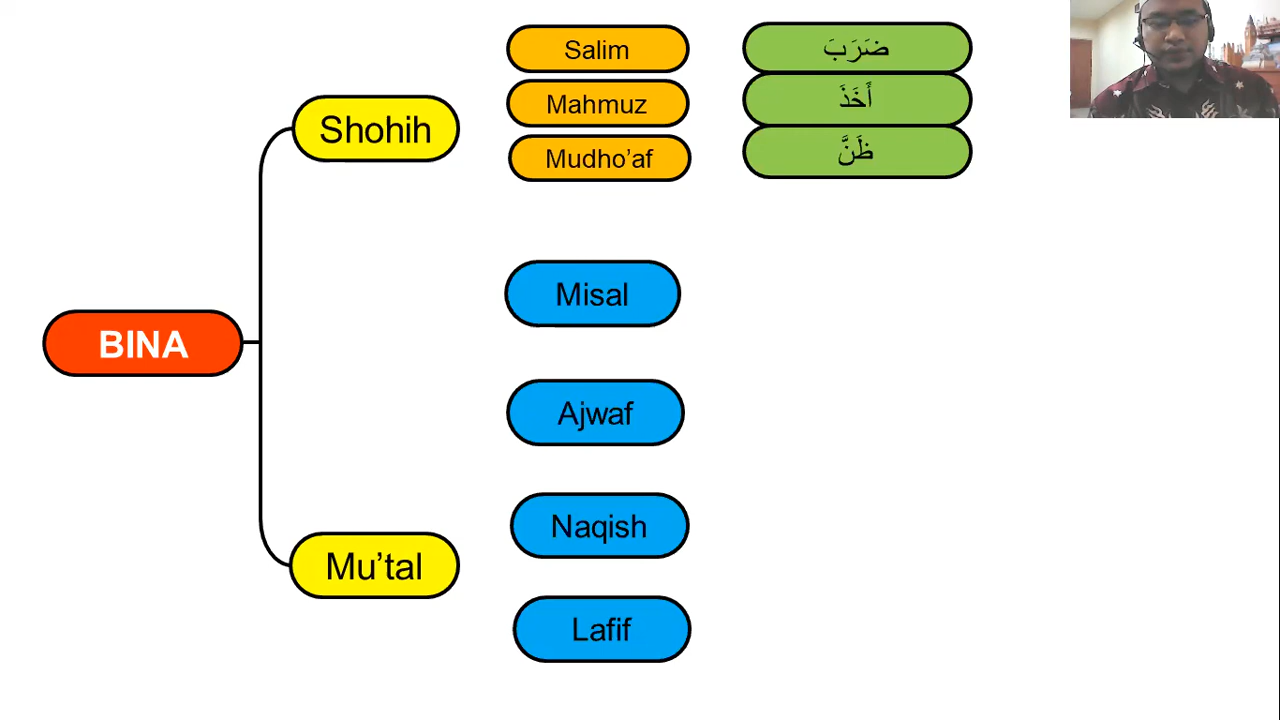 BINA
Shohih
Salim
ضَرَبَ
Mahmuz
أَخَذَ
Mudho’af
ظَنَّ
Mu’tal
Misal
Ajwaf
Naqish
Lafif